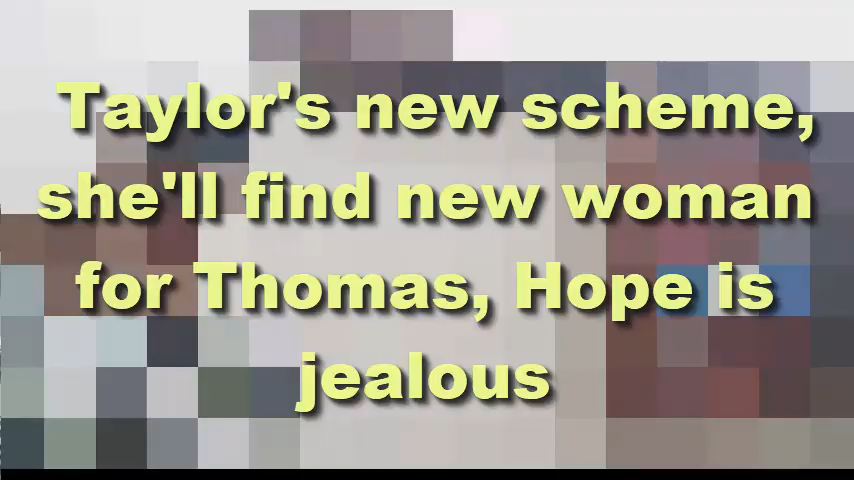 Taylor's new scheme,
she'll find new woman
for Thomas, Hope is
jealous